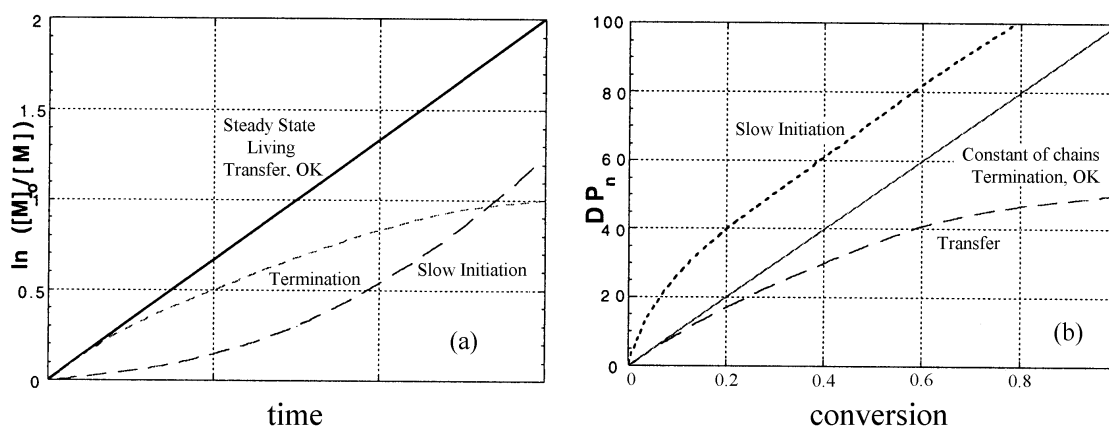 2
1.5
1
0.5
0
ln ([M]₀/[M])
Steady State
Living
Transfer, OK
Termination
Slow Initiation
(a)
time
100
80
60
40
20
0
DPn
Slow Initiation
Constant of chains
Termination, OK
Transfer
(b)
0
0.2
0.4
0.6
0.8
conversion